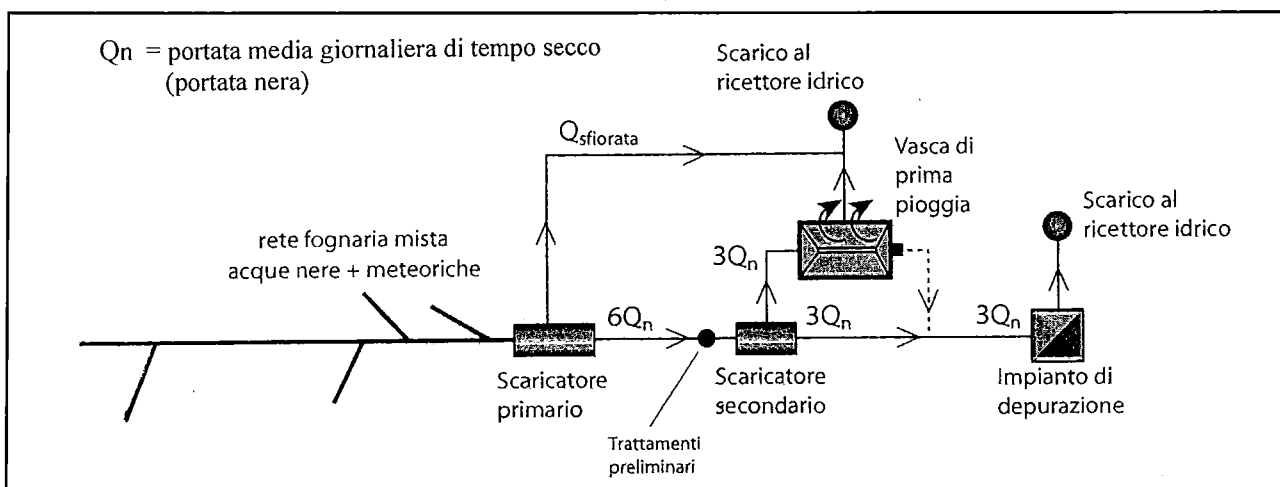 Qn = portata media giornaliera di tempo secco
(portata nera)
Scarico al
ricettore idrico
Qsfiorata
Vasca di
prima
pioggia
Scarico al
ricettore idrico
rete fognaria mista
acque nere + meteoriche
3Qn
6Qn
3Qn
3Qn
Scaricatore
primario
Scaricatore
secondario
Impianto di
depurazione
Trattamenti
preliminari